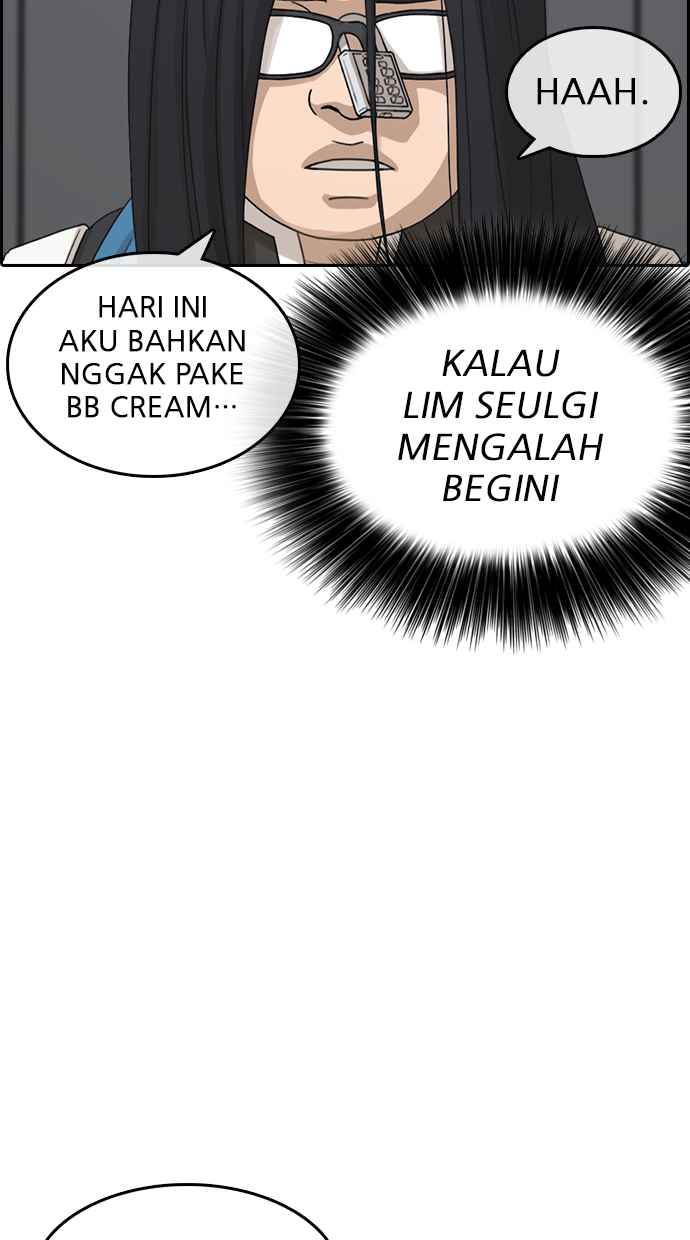 HAAH.
HARI INI
AKU BAHKAN
NGGAK PAKE
BB CREAM…
KALAU
LIM SEULGI
MENGALAH
BEGINI